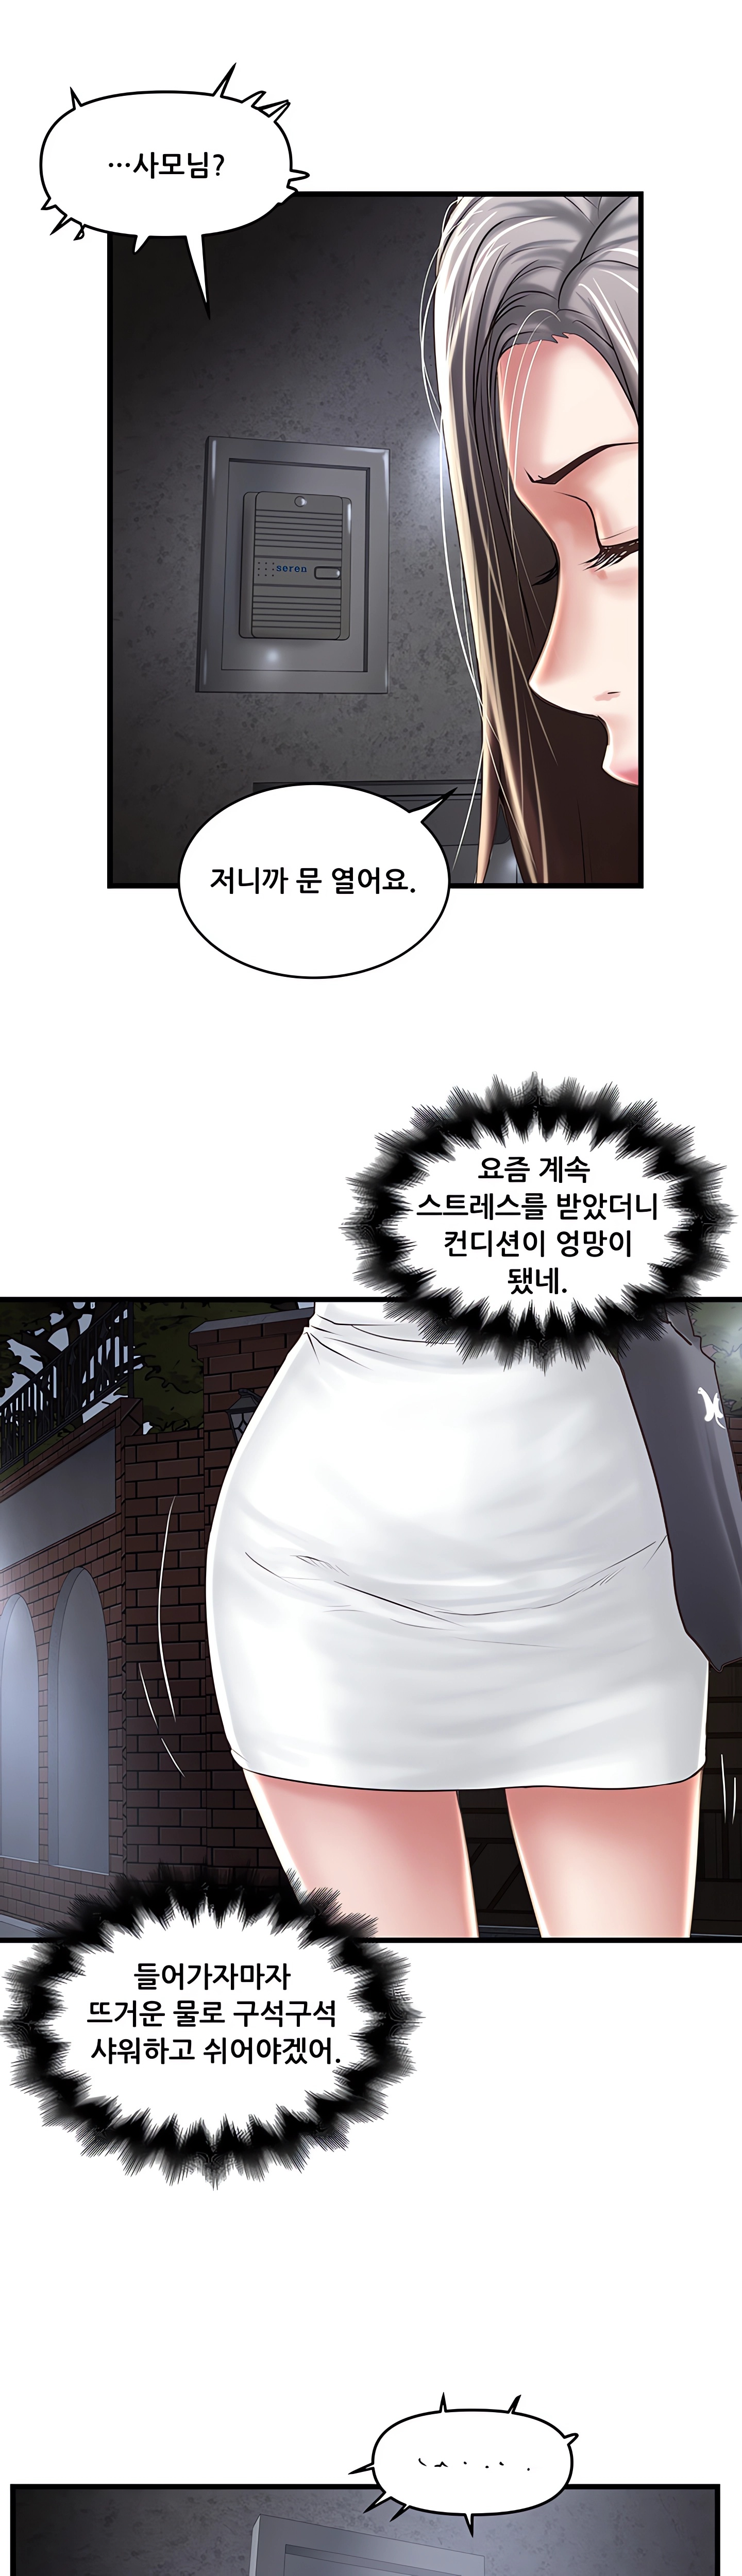 …사모님?
seren
저니까 문 열어요.
요즘 계속
스트레스를 받았더니
컨디션이 엉망이
됐네.
들어가자마자
뜨거운 물로 구석구석
샤워하고 쉬어야겠어.